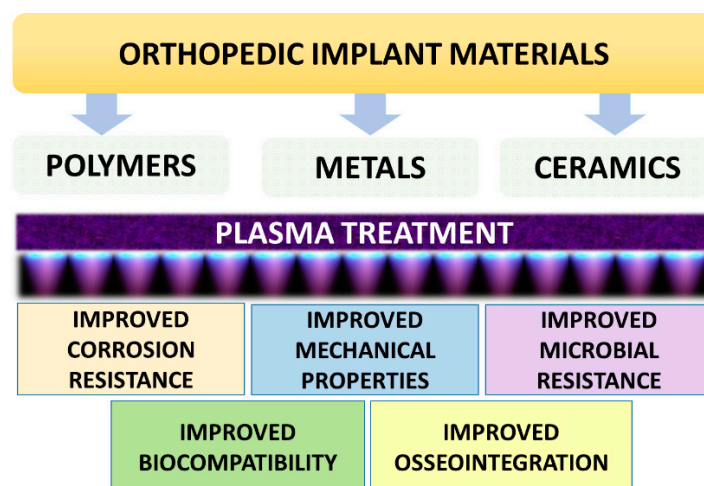 ORTHOPEDIC IMPLANT MATERIALS
POLYMERS
METALS
CERAMICS
PLASMA TREATMENT
IMPROVED
CORROSION
RESISTANCE
IMPROVED
MECHANICAL
PROPERTIES
IMPROVED
MICROBIAL
RESISTANCE
IMPROVED
BIOCOMPATIBILITY
IMPROVED
OSSEOINTEGRATION